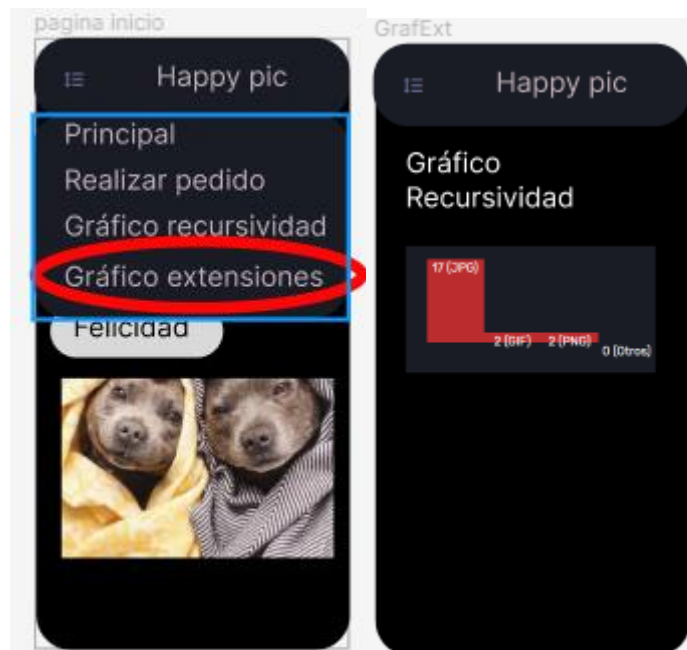 pagina inicio
Happy pic
Principal
Realizar pedido
Gráfico recursividad
Gráfico extensiones
Felicidad
GrafExt
Happy pic
Gráfico
Recursividad
17 (JPG)
2 (GIF) 2 (PNG) 0 (Otros)